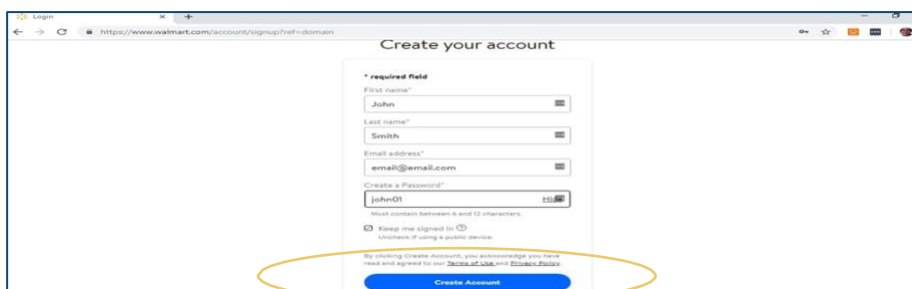 Login
https://www.walmart.com/account/signup?ref=domain
Create your account
* required field
First name*
John
Last name*
Smith
Email address*
email@email.com
Create a Password*
john01
Must contain between 6 and 12 characters.
Keep me signed in
Uncheck if using a public device.
By clicking Create Account, you acknowledge you have
read and agreed to our Terms of Use and Privacy Policy
Create Account